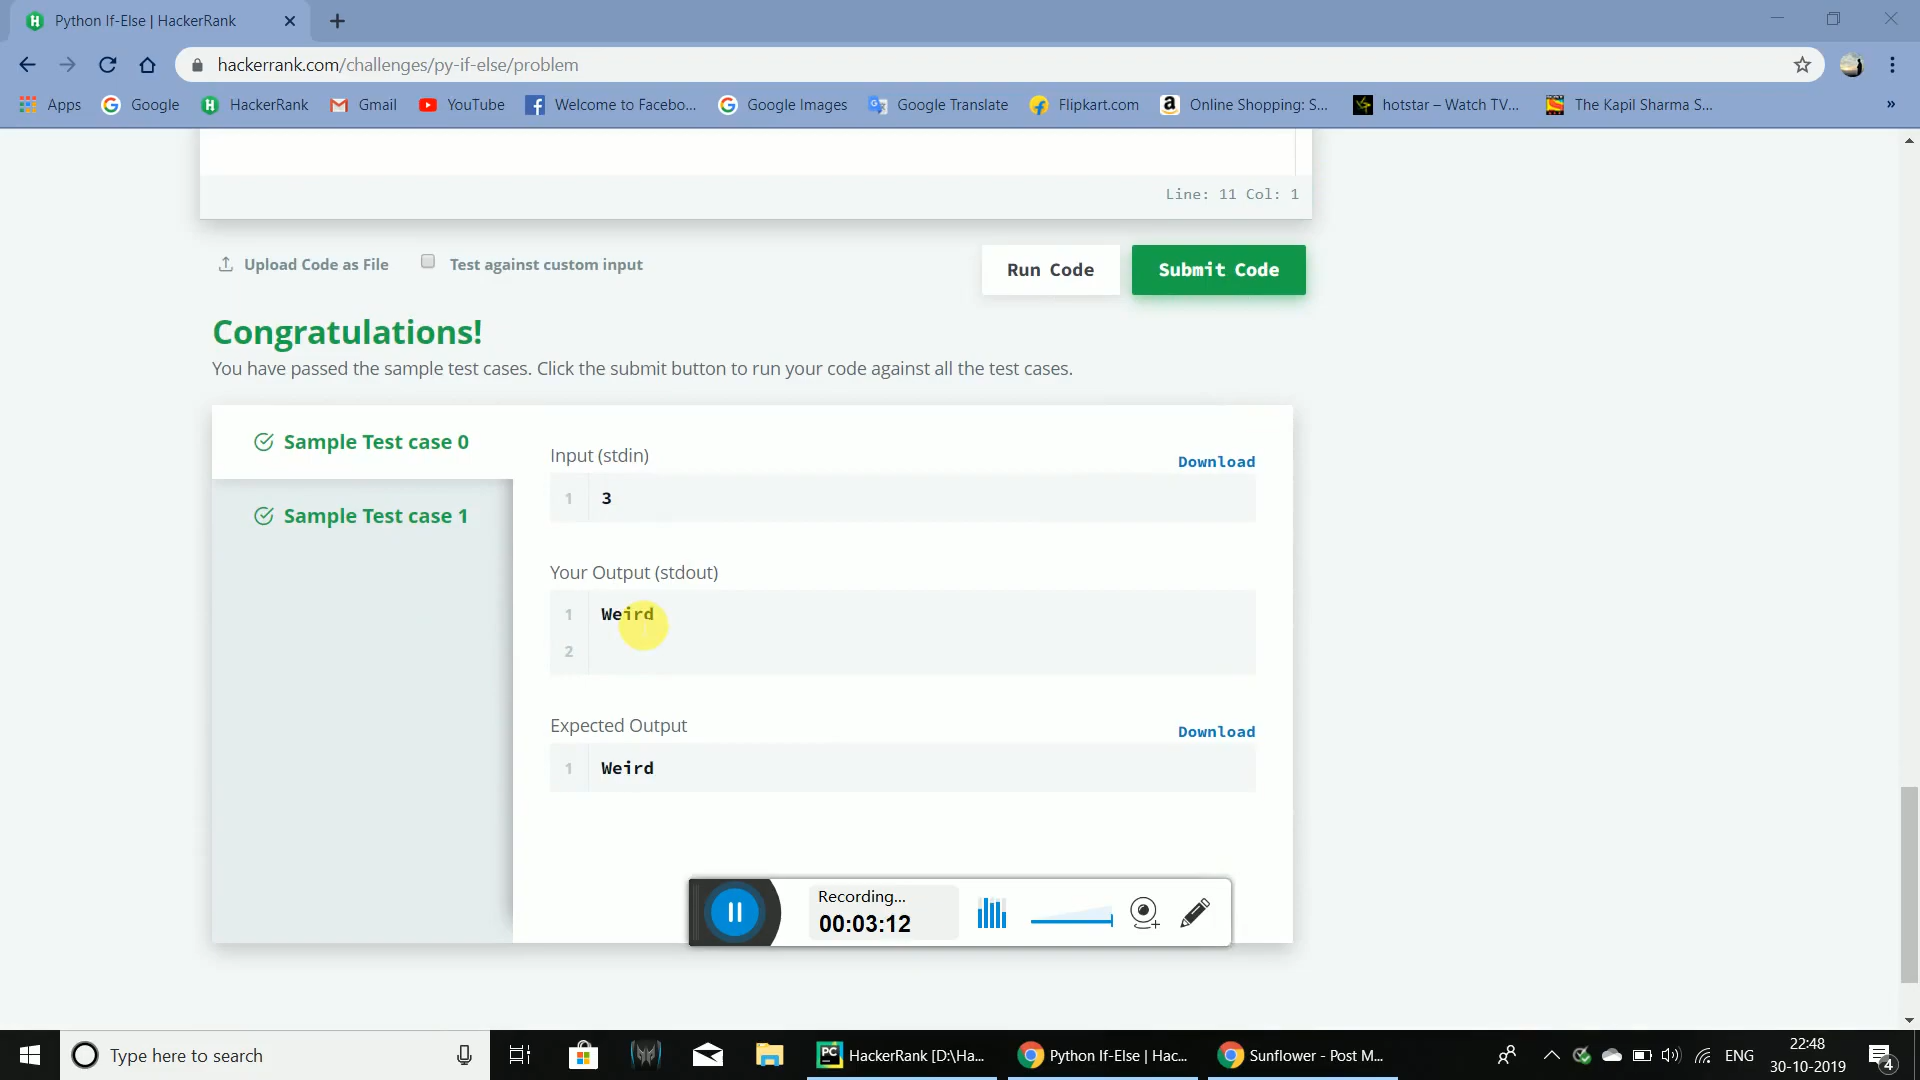 Python If-Else | HackerRank
hackerrank.com/challenges/py-if-else/problem
Apps Google HackerRank Gmail YouTube Welcome to Facebo... Google Images Google Translate Flipkart.com Online Shopping: S... hotstar – Watch TV... The Kapil Sharma S... »
Line: 11 Col: 1
Upload Code as File Test against custom input Run Code Submit Code
Congratulations!
You have passed the sample test cases. Click the submit button to run your code against all the test cases.
Sample Test case 0
Sample Test case 1
Input (stdin) Download
1 3
Your Output (stdout)
1 Weird
2
Expected Output Download
1 Weird
Recording...
00:03:12
Type here to search
PC HackerRank [D:\Ha... Python If-Else | Hac... Sunflower - Post M... ENG
22:48
30-10-2019
4